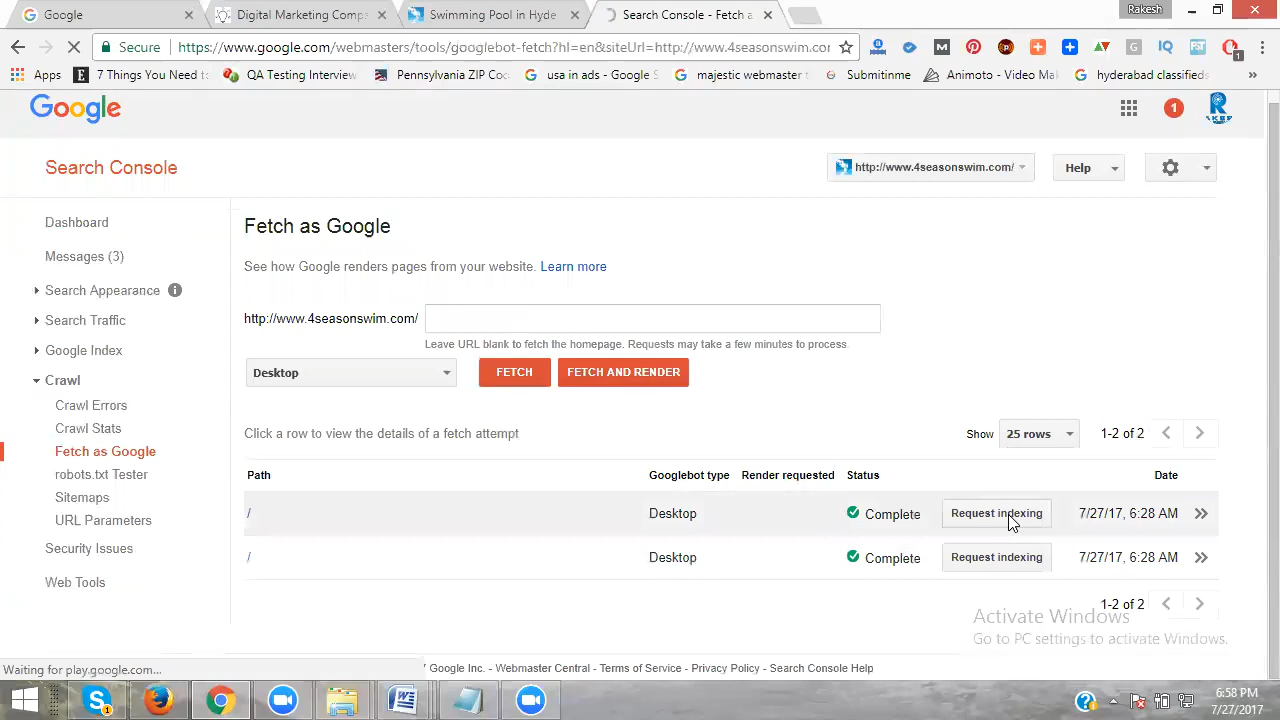 Google
Digital Marketing Compa
Swimming Pool in Hyde
Search Console - Fetch a
Rakesh
Secure
https://www.google.com/webmasters/tools/googlebot-fetch?hl=en&siteUrl=http://www.4seasonswim.co
Apps
7 Things You Need t
QA Testing Interview
Pennsylvania ZIP Co
usa in ads - Google S
majestic webmaster
Submitinme
Animoto - Video Ma
hyderabad classifieds
»
Google
1
Search Console
http://www.4seasonswim.com/
Help
Dashboard
Fetch as Google
Messages (3)
See how Google renders pages from your website. Learn more
Search Appearance
Search Traffic
http://www.4seasonswim.com/
Google Index
Leave URL blank to fetch the homepage. Requests may take a few minutes to process.
Crawl
Desktop
FETCH
FETCH AND RENDER
Crawl Errors
Crawl Stats
Click a row to view the details of a fetch attempt
Show
25 rows
1-2 of 2
Fetch as Google
robots.txt Tester
Path
Googlebot type
Render requested
Status
Date
Sitemaps
/
Desktop
Complete
Request indexing
7/27/17, 6:28 AM
URL Parameters
Security Issues
/
Desktop
Complete
Request indexing
7/27/17, 6:28 AM
Web Tools
1-2 of 2
Activate Windows
Go to PC settings to activate Windows.
Waiting for play.google.com...
7 Google Inc. - Webmaster Central - Terms of Service - Privacy Policy - Search Console Help
6:58 PM
7/27/2017